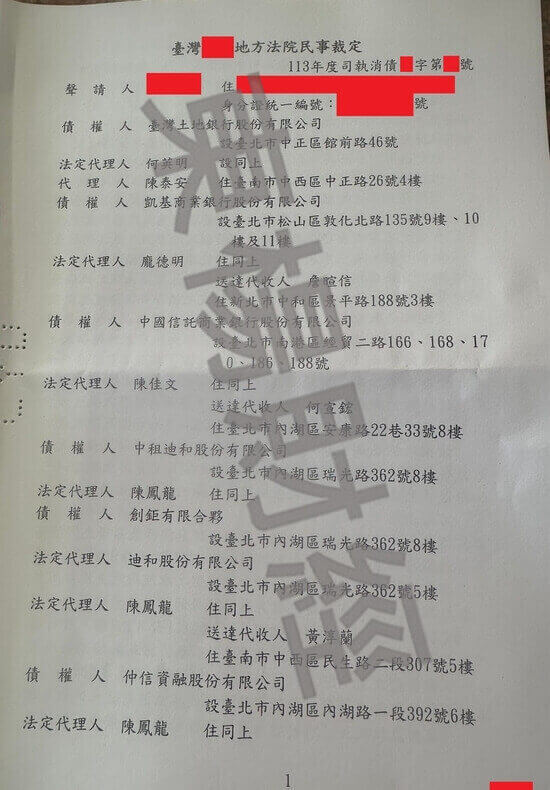 臺灣 地方法院民事裁定
113年度司執消債 字第 號
聲請人 住
身分證統一編號: 號
債權人 臺灣土地銀行股份有限公司
設臺北市中正區館前路46號
法定代理人 何英明 設同上
代理人 陳泰安 住臺南市中西區中正路26號4樓
債權人 凱基商業銀行股份有限公司
設臺北市松山區敦化北路135號9樓、10
樓及11樓
法定代理人 龐德明 住同上
送達代收人 詹暄信
住新北市中和區景平路188號3樓
債權人 中國信託商業銀行股份有限公司
設臺北市南港區經貿二路166、168、17
0、186、188號
法定代理人 陳佳文 住同上
送達代收人 何宣鋐
住臺北市內湖區安康路22巷33號8樓
債權人 中租迪和股份有限公司
設臺北市內湖區瑞光路362號8樓
法定代理人 陳鳳龍 住同上
債權人 創鉅有限合夥
設臺北市內湖區瑞光路362號8樓
法定代理人 迪和股份有限公司
設臺北市內湖區瑞光路362號5樓
法定代理人 陳鳳龍 住同上
送達代收人 黃淳蘭
住臺南市中西區民生路二段307號5樓
債權人 仲信資融股份有限公司
設臺北市內湖區內湖路一段392號6樓
法定代理人 陳鳳龍 住同上
1